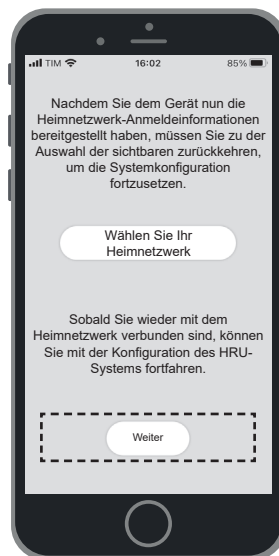 TIM 16:02 85%
Nachdem Sie dem Gerät nun die
Heimnetzwerk-Anmeldeinformationen
bereitgestellt haben, müssen Sie zu der
Auswahl der sichtbaren zurückkehren,
um die Systemkonfiguration
fortzusetzen.
Wählen Sie Ihr
Heimnetzwerk
Sobald Sie wieder mit dem
Heimnetzwerk verbunden sind, können
Sie mit der Konfiguration des HRU-
Systems fortfahren.
Weiter